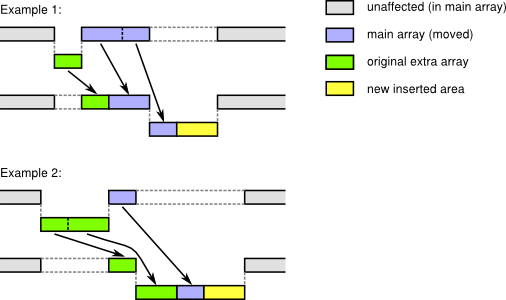 Example 1:
unaffected (in main array)
main array (moved)
original extra array
new inserted area
Example 2: